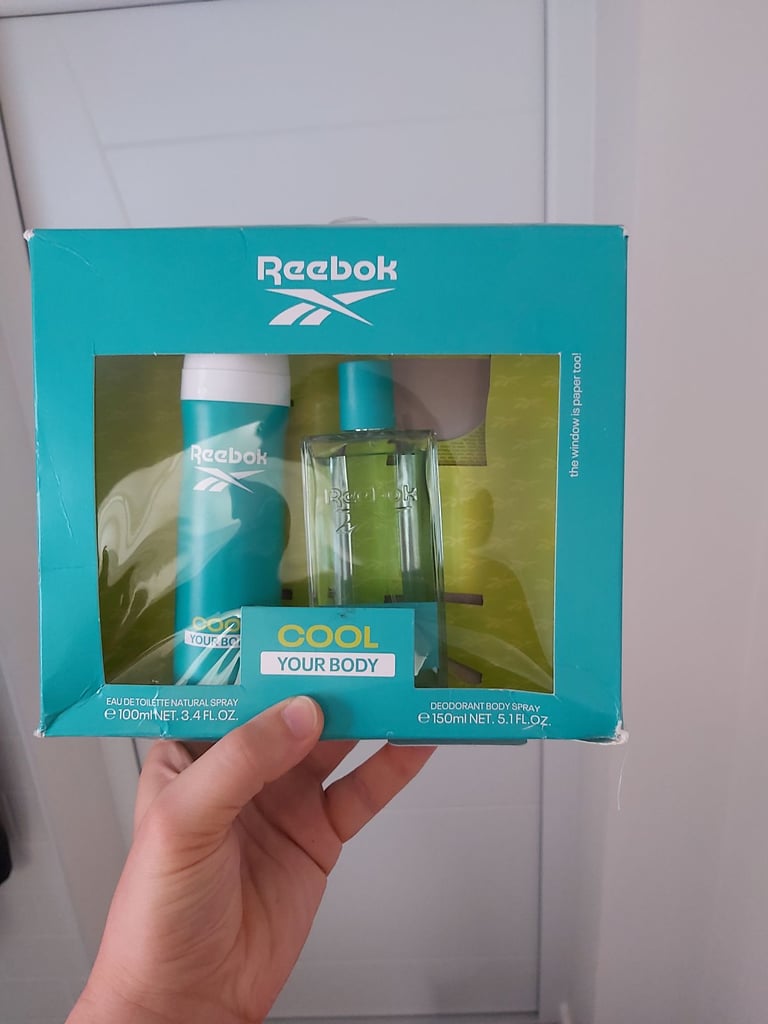 Reebok
the window is paper too!
Reebok
Reebok
COO
YOUR BO
COOL
YOUR BODY
EAU DE TOILETTE NATURAL SPRAY
℮ 100ml NET. 3.4 FL.OZ.
DEODORANT BODY SPRAY
℮ 150ml NET. 5.1 FL.OZ.